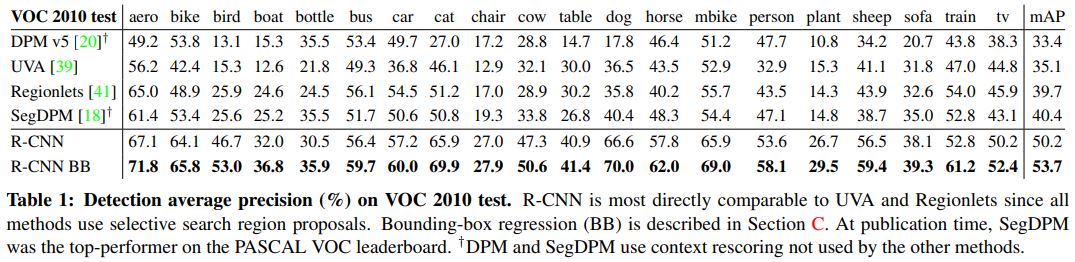 VOC 2010 test aero bike bird boat bottle bus car cat chair cow table dog horse mbike person plant sheep sofa train tv mAP
DPM v5 [20]† 49.2 53.8 13.1 15.3 35.5 53.4 49.7 27.0 17.2 28.8 14.7 17.8 46.4 51.2 47.7 10.8 34.2 20.7 43.8 38.3 33.4
UVA [39] 56.2 42.4 15.3 12.6 21.8 49.3 36.8 46.1 12.9 32.1 30.0 36.5 43.5 52.9 32.9 15.3 41.1 31.8 47.0 44.8 35.1
Regionlets [41] 65.0 48.9 25.9 24.6 24.5 56.1 54.5 51.2 17.0 28.9 30.2 35.8 40.2 55.7 43.5 14.3 43.9 32.6 54.0 45.9 39.7
SegDPM [18]† 61.4 53.4 25.6 25.2 35.5 51.7 50.6 50.8 19.3 33.8 26.8 40.4 48.3 54.4 47.1 14.8 38.7 35.0 52.8 43.1 40.4
R-CNN 67.1 64.1 46.7 32.0 30.5 56.4 57.2 65.9 27.0 47.3 40.9 66.6 57.8 65.9 53.6 26.7 56.5 38.1 52.8 50.2 50.2
R-CNN BB 71.8 65.8 53.0 36.8 35.9 59.7 60.0 69.9 27.9 50.6 41.4 70.0 62.0 69.0 58.1 29.5 59.4 39.3 61.2 52.4 53.7
Table 1: Detection average precision (%) on VOC 2010 test. R-CNN is most directly comparable to UVA and Regionlets since all
methods use selective search region proposals. Bounding-box regression (BB) is described in Section C. At publication time, SegDPM
was the top-performer on the PASCAL VOC leaderboard. †DPM and SegDPM use context rescoring not used by the other methods.